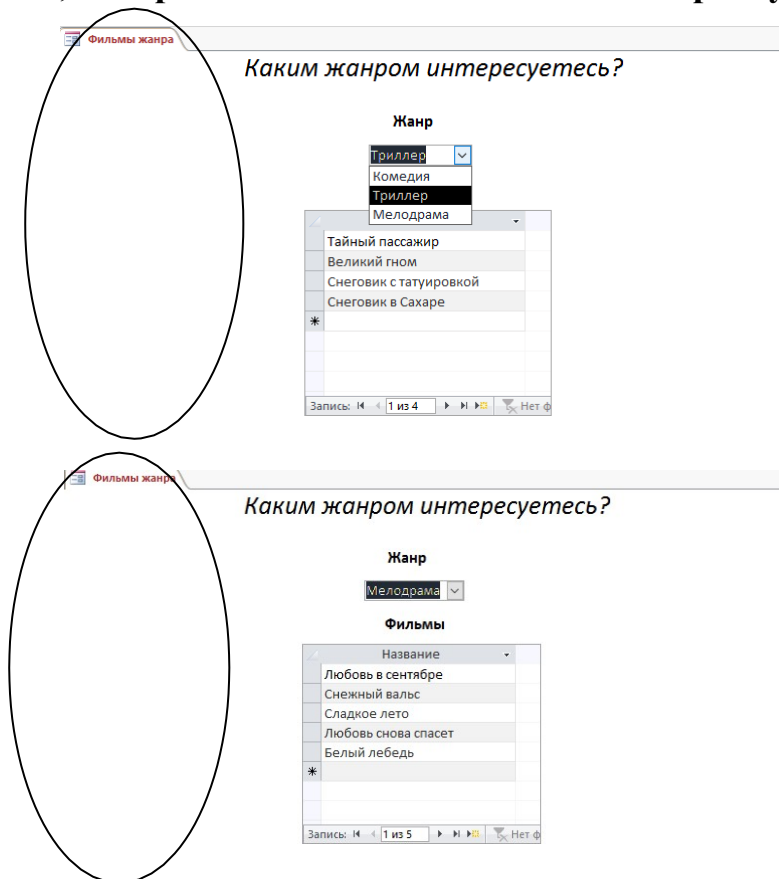 Фильмы жанра
Каким жанром интересуетесь?
Жанр
Триллер
Комедия
Триллер
Мелодрама
Тайный пассажир
Великий гном
Снеговик с татуировкой
Снеговик в Сахаре
Запись: 1 из 4 Нет ф
Фильмы жанра
Каким жанром интересуетесь?
Жанр
Мелодрама
Фильмы
Название
Любовь в сентябре
Снежный вальс
Сладкое лето
Любовь снова спасет
Белый лебедь
Запись: 1 из 5 Нет ф